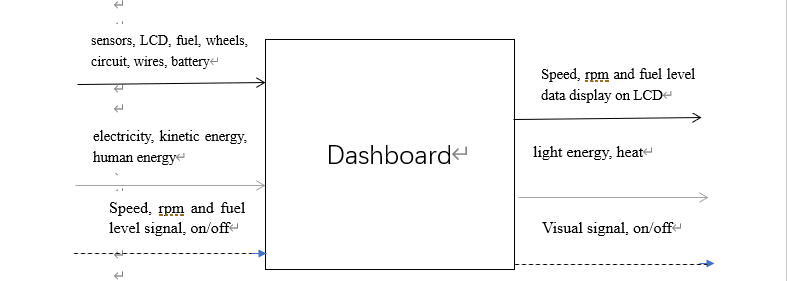 sensors, LCD, fuel, wheels,
circuit, wires, battery
electricity, kinetic energy,
human energy
Speed, rpm and fuel
level signal, on/off
Dashboard
Speed, rpm and fuel level
data display on LCD
light energy, heat
Visual signal, on/off